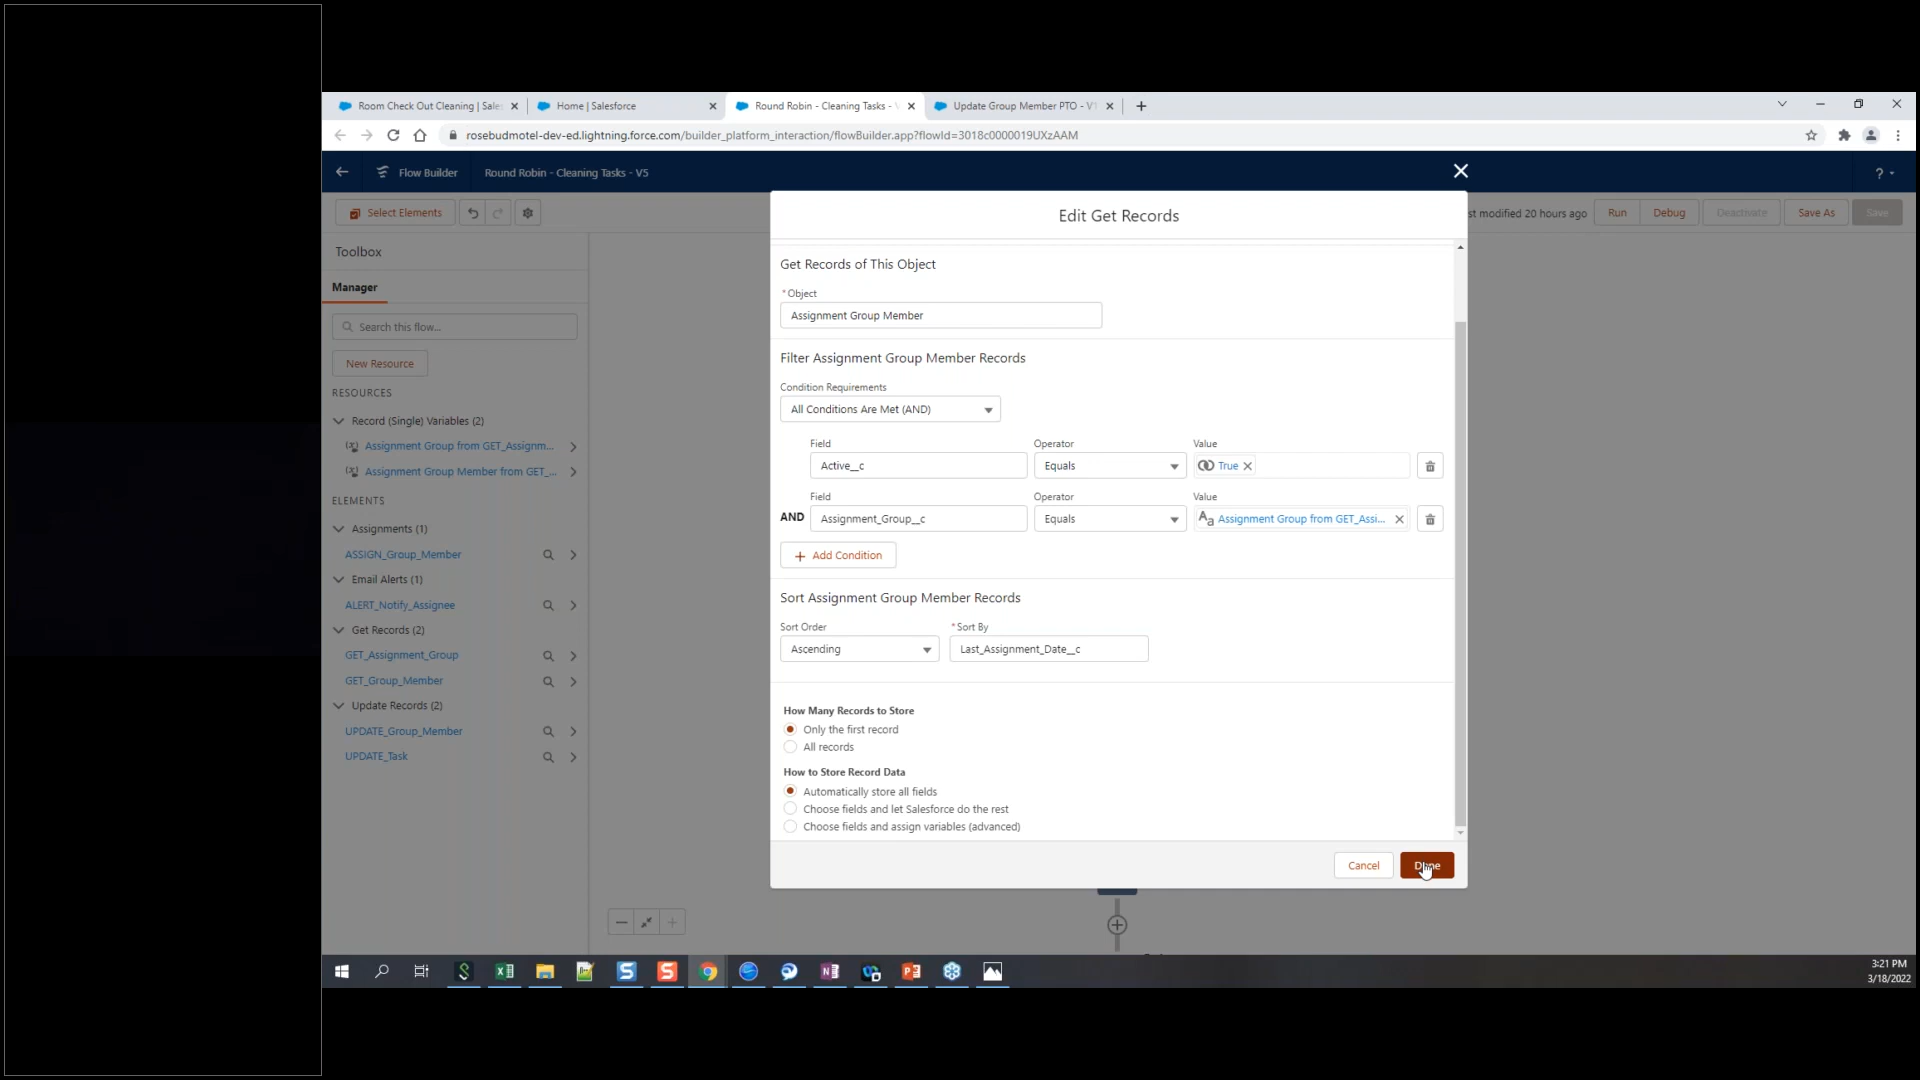 Room Check Out Cleaning | Sale
Home | Salesforce
Round Robin - Cleaning Tasks - V
Update Group Member PTO - V1
rosebudmotel-dev-ed.lightning.force.com/builder_platform_interaction/flowBuilder.app?flowId=3018c0000019UXzAAM
Flow Builder
Round Robin - Cleaning Tasks - V5
?
Select Elements
Edit Get Records
st modified 20 hours ago
Run
Debug
Deactivate
Save As
Save
Toolbox
Manager
Search this flow...
New Resource
RESOURCES
Record (Single) Variables (2)
Assignment Group from GET_Assignm...
Assignment Group Member from GET_...
ELEMENTS
Assignments (1)
ASSIGN_Group_Member
Email Alerts (1)
ALERT_Notify_Assignee
Get Records (2)
GET_Assignment_Group
GET_Group_Member
Update Records (2)
UPDATE_Group_Member
UPDATE_Task
Get Records of This Object
*Object
Assignment Group Member
Filter Assignment Group Member Records
Condition Requirements
All Conditions Are Met (AND)
Field Operator Value
Active__c Equals True
Field Operator Value
AND Assignment_Group__c Equals Aa Assignment Group from GET_Assi...
+ Add Condition
Sort Assignment Group Member Records
Sort Order *Sort By
Ascending Last_Assignment_Date__c
How Many Records to Store
Only the first record
All records
How to Store Record Data
Automatically store all fields
Choose fields and let Salesforce do the rest
Choose fields and assign variables (advanced)
Cancel
Done
3:21 PM
3/18/2022